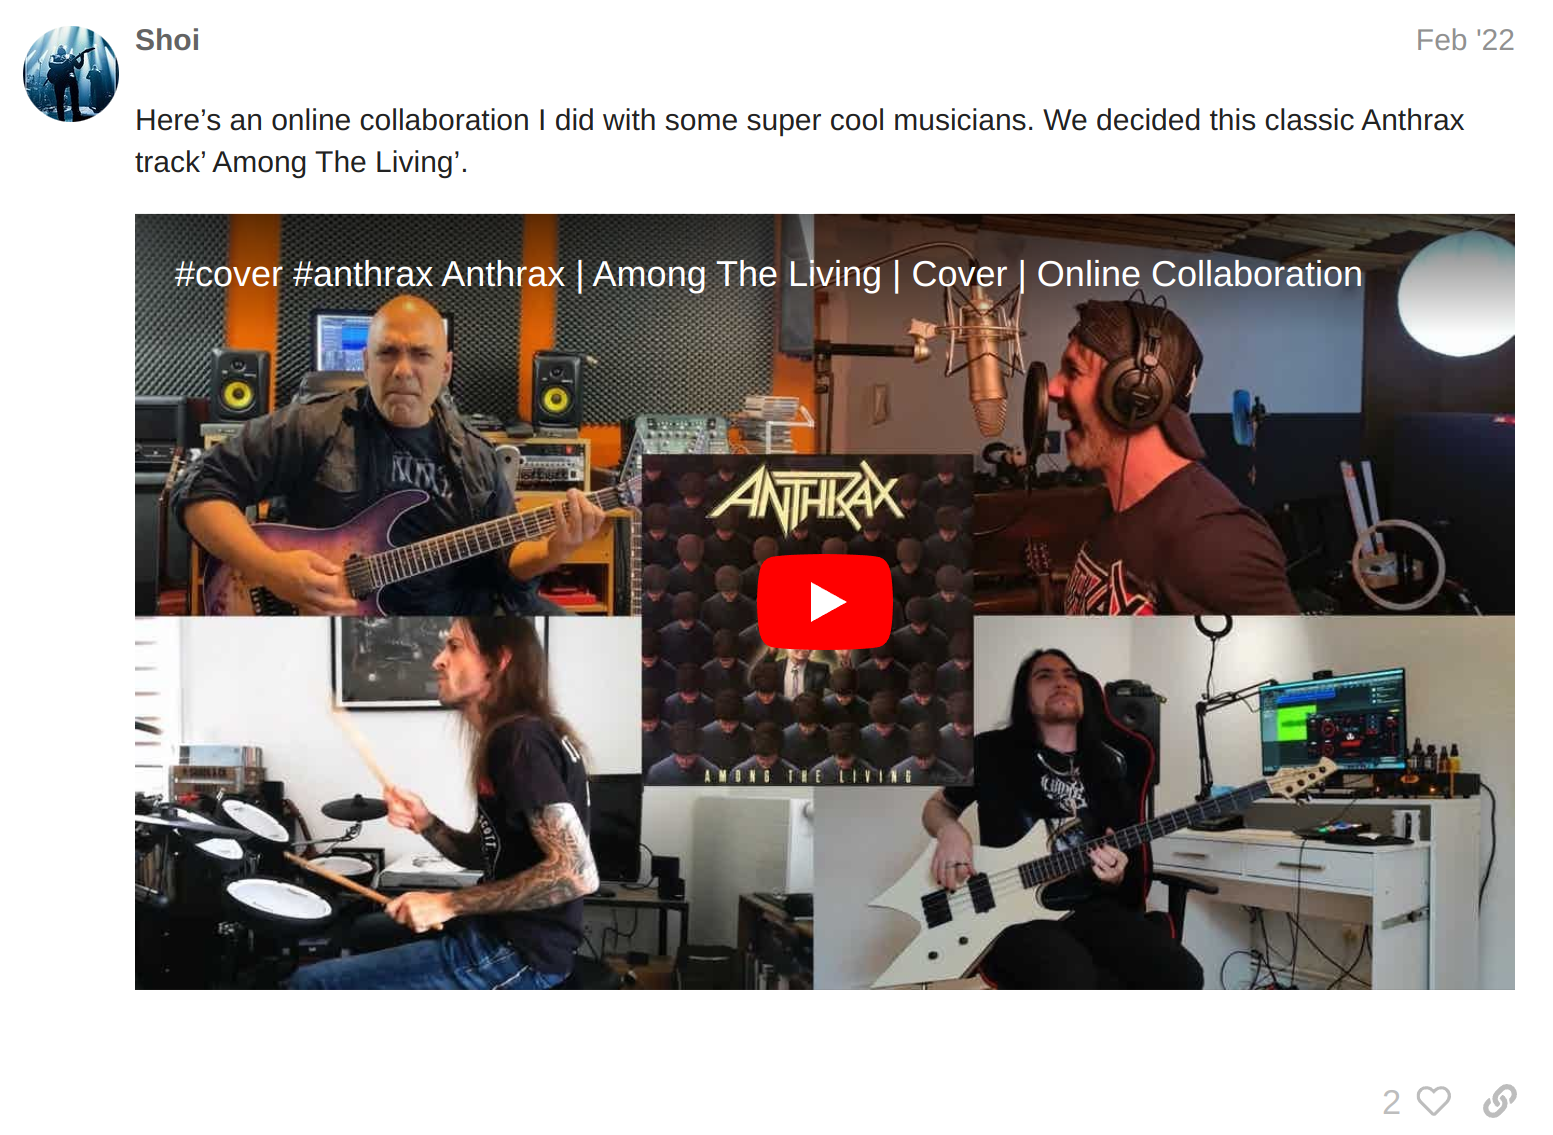 Shoi
Feb '22
Here’s an online collaboration I did with some super cool musicians. We decided this classic Anthrax
track’ Among The Living’.
#cover #anthrax Anthrax | Among The Living | Cover | Online Collaboration
ANTHRAX
AMONG THE LIVING
2